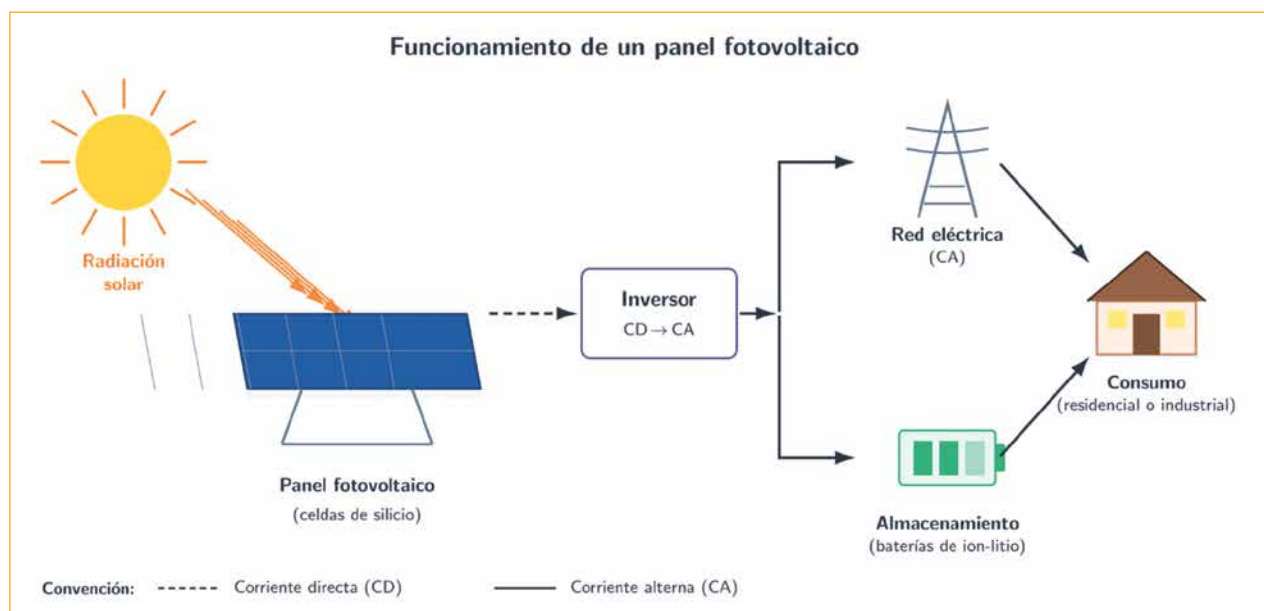 Funcionamiento de un panel fotovoltaico
Radiación
solar
Panel fotovoltaico
(celdas de silicio)
Inversor
CD → CA
Red eléctrica
(CA)
Consumo
(residencial o industrial)
Almacenamiento
(baterías de ion-litio)
Convención: Corriente directa (CD) Corriente alterna (CA)